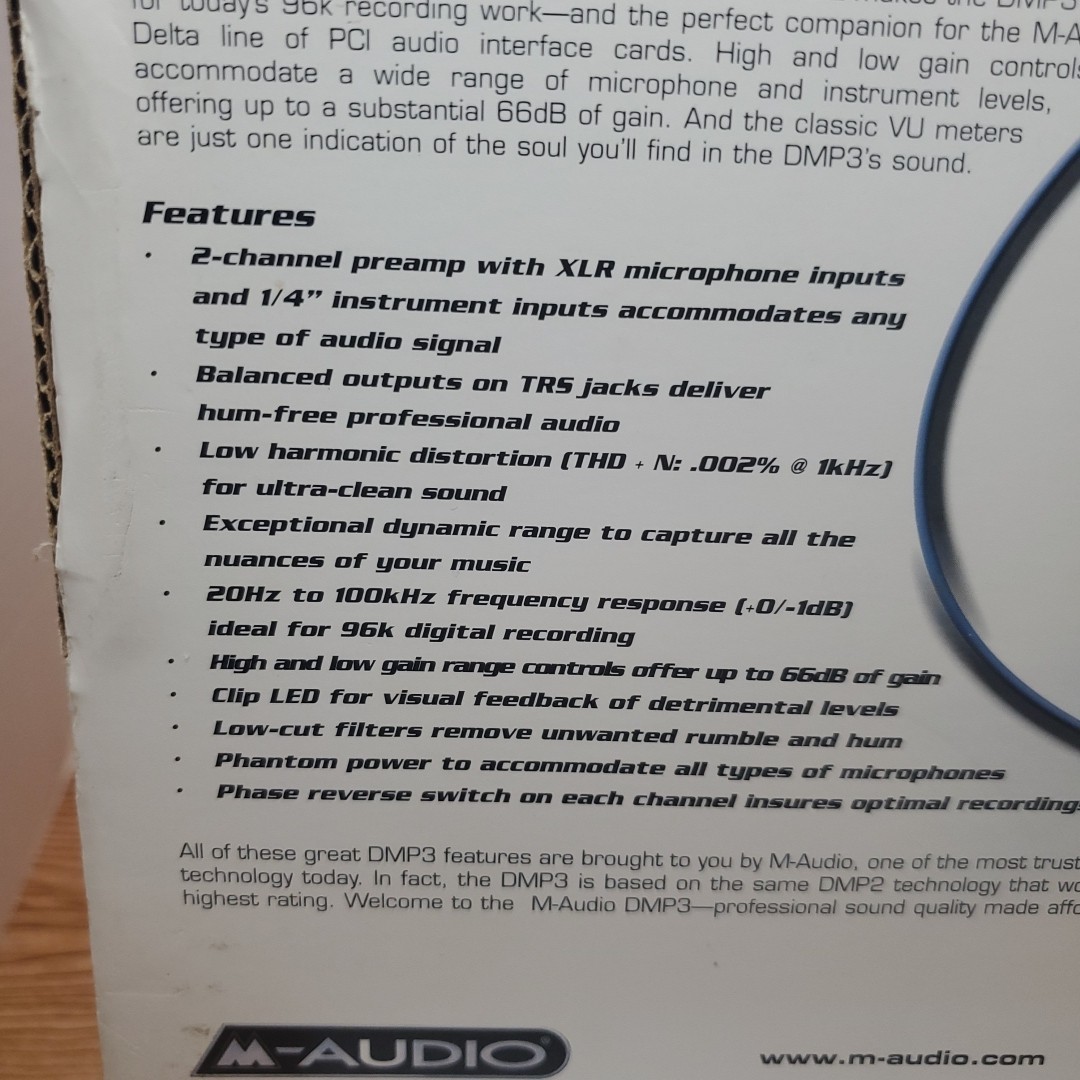 for today's 96k recording work—and the perfect companion for the M-A
Delta line of PCI audio interface cards. High and low gain controls
accommodate a wide range of microphone and instrument levels,
offering up to a substantial 66dB of gain. And the classic VU meters
are just one indication of the soul you'll find in the DMP3's sound.
Features
· 2-channel preamp with XLR microphone inputs
and 1/4" instrument inputs accommodates any
type of audio signal
· Balanced outputs on TRS jacks deliver
hum-free professional audio
· Low harmonic distortion (THD + N: .002% @ 1kHz)
for ultra-clean sound
· Exceptional dynamic range to capture all the
nuances of your music
· 20Hz to 100kHz frequency response (+0/-1dB)
ideal for 96k digital recording
· High and low gain range controls offer up to 66dB of gain
· Clip LED for visual feedback of detrimental levels
· Low-cut filters remove unwanted rumble and hum
· Phantom power to accommodate all types of microphones
· Phase reverse switch on each channel insures optimal recordings
All of these great DMP3 features are brought to you by M-Audio, one of the most trust
technology today. In fact, the DMP3 is based on the same DMP2 technology that wo
highest rating. Welcome to the M-Audio DMP3—professional sound quality made affo
M-AUDIO®
www.m-audio.com